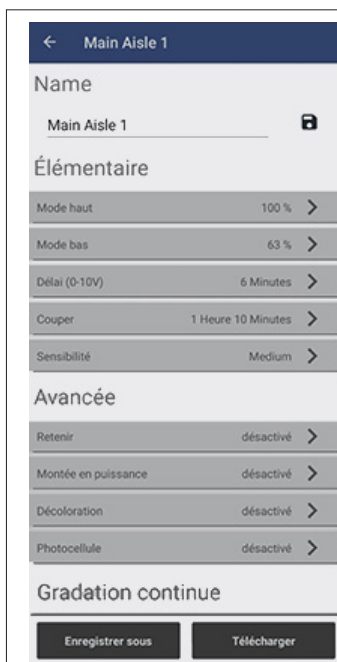 Main Aisle 1
Name
Main Aisle 1
Élémentaire
Mode haut 100 %
Mode bas 63 %
Délai (0-10V) 6 Minutes
Couper 1 Heure 10 Minutes
Sensibilité Medium
Avancée
Retenir désactivé
Montée en puissance désactivé
Décoloration désactivé
Photocellule désactivé
Gradation continue
Enregistrer sous Télécharger